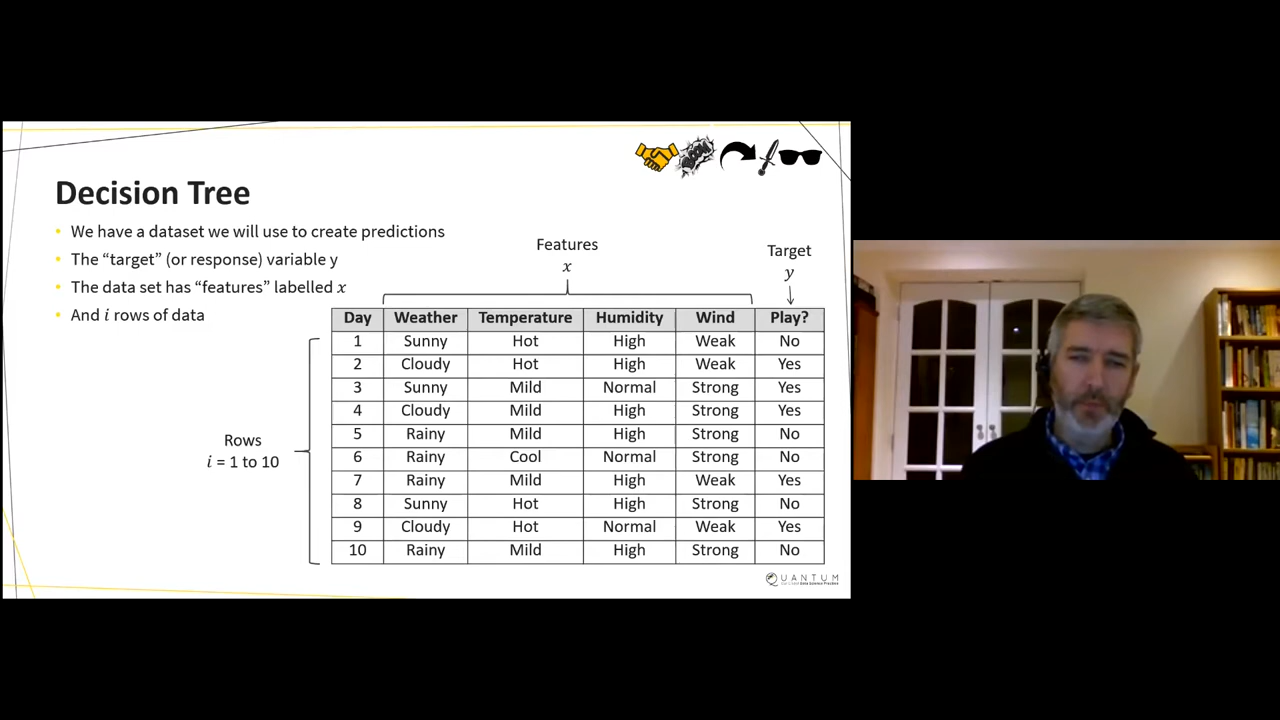 BOOM
Decision Tree
• We have a dataset we will use to create predictions
• The “target” (or response) variable y
• The data set has “features” labelled x
• And i rows of data
Features
x
Target
y
Rows
i = 1 to 10
Day Weather Temperature Humidity Wind Play?
1 Sunny Hot High Weak No
2 Cloudy Hot High Weak Yes
3 Sunny Mild Normal Strong Yes
4 Cloudy Mild High Strong Yes
5 Rainy Mild High Strong No
6 Rainy Cool Normal Strong No
7 Rainy Mild High Weak Yes
8 Sunny Hot High Strong No
9 Cloudy Hot Normal Weak Yes
10 Rainy Mild High Strong No
QUANTUM